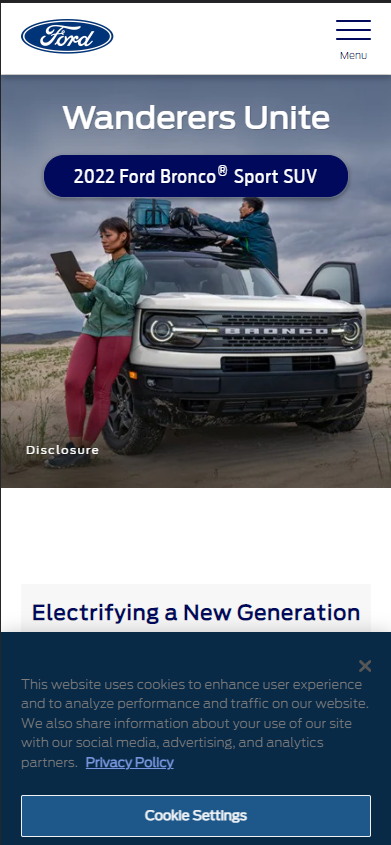 Ford
Menu
Wanderers Unite
2022 Ford Bronco® Sport SUV
BRONCO
Disclosure
Electrifying a New Generation
This website uses cookies to enhance user experience
and to analyze performance and traffic on our website.
We also share information about your use of our site
with our social media, advertising, and analytics
partners. Privacy Policy
Cookie Settings